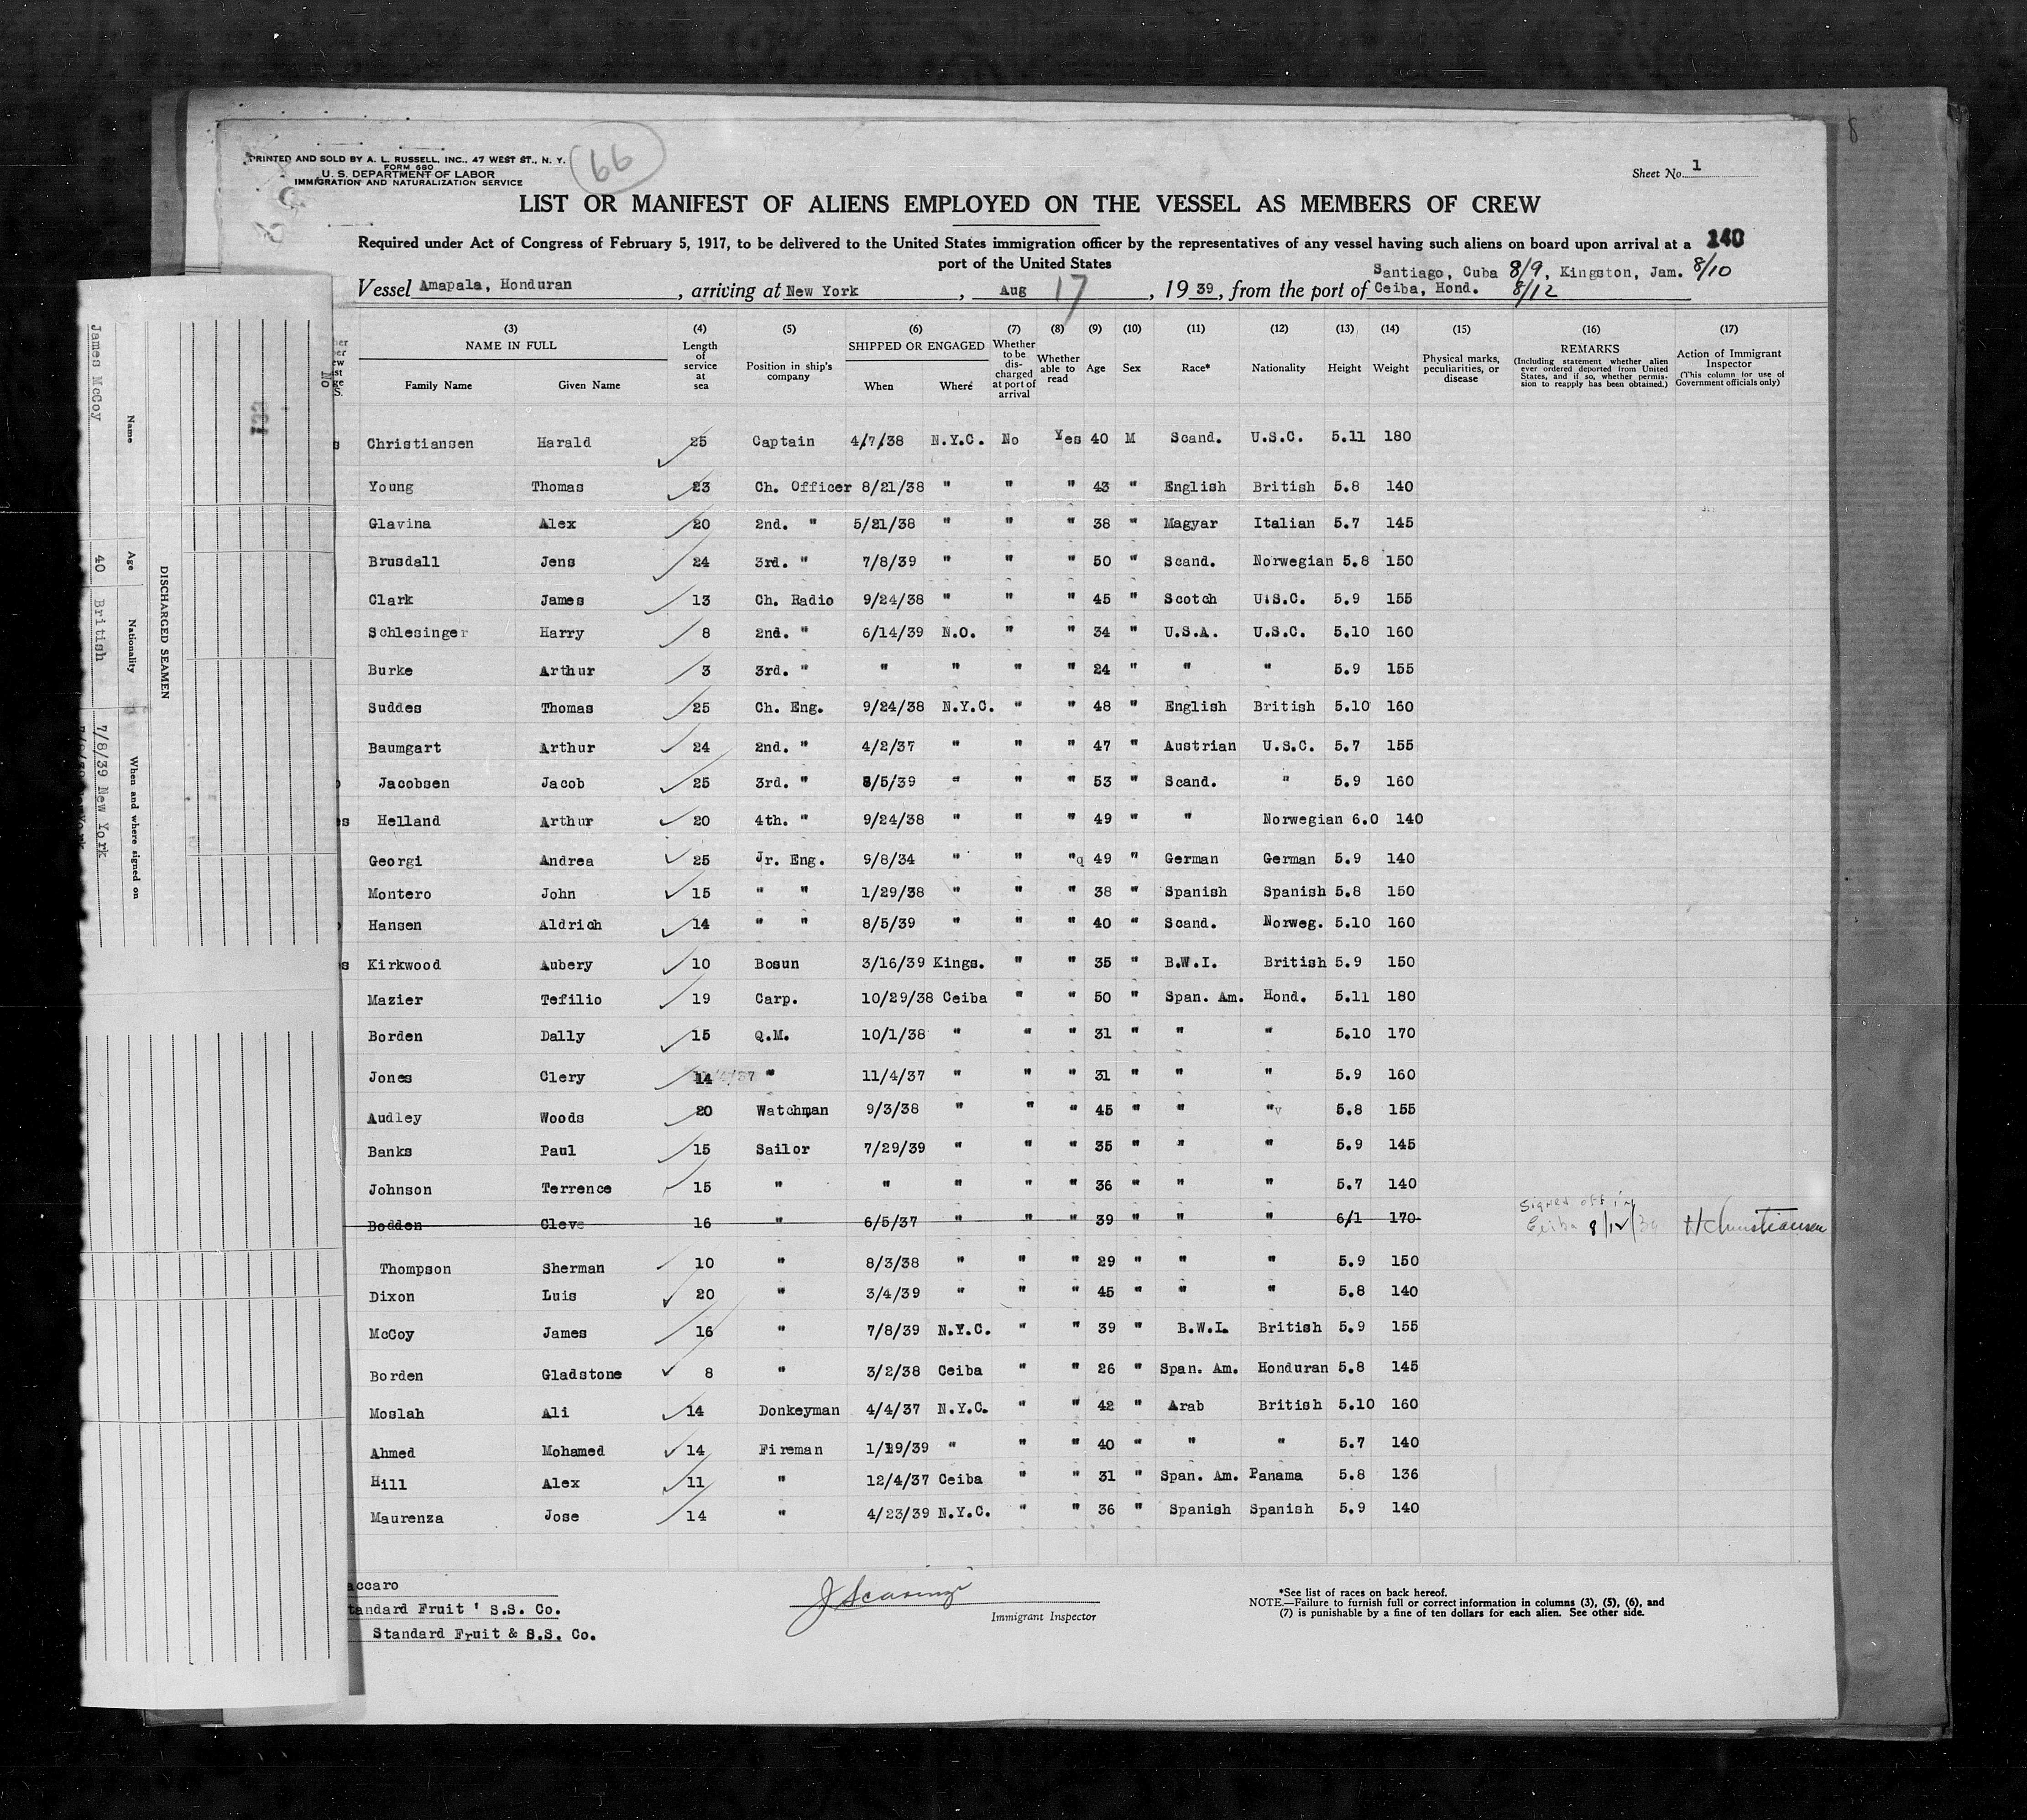 PRINTED AND SOLD BY A. L. RUSSELL, INC., 47 WEST ST., N. Y.
FORM 680
U. S. DEPARTMENT OF LABOR
IMMIGRATION AND NATURALIZATION SERVICE
66
Sheet No. 1
LIST OR MANIFEST OF ALIENS EMPLOYED ON THE VESSEL AS MEMBERS OF CREW
Required under Act of Congress of February 5, 1917, to be delivered to the United States immigration officer by the representatives of any vessel having such aliens on board upon arrival at a
port of the United States
140
Santiago, Cuba 8/9, Kingston, Jam. 8/10
Vessel Amapala, Honduran, arriving at New York, Aug 17, 19 39, from the port of Ceiba, Hond. 8/12
(3) (4) (5) (6) (7) (8) (9) (10) (11) (12) (13) (14) (15) (16) (17)
NAME IN FULL
Family Name Given Name
Length of service at sea
Position in ship's company
SHIPPED OR ENGAGED
When Where
Whether to be discharged at port of arrival
Whether able to read
Age Sex Race* Nationality Height Weight
Physical marks, peculiarities, or disease
REMARKS
(Including statement whether alien ever ordered deported from United States, and if so, whether permission to reapply has been obtained.)
Action of Immigrant Inspector
(This column for use of Government officials only)
Christiansen Harald 25 Captain 4/7/38 N.Y.C. No Yes 40 M Scand. U.S.C. 5.11 180
Young Thomas 23 Ch. Officer 8/21/38 " " " 43 " English British 5.8 140
Glavina Alex 20 2nd. " 5/21/38 " " " 38 " Magyar Italian 5.7 145
Brusdall Jens 24 3rd. " 7/8/39 " " " 50 " Scand. Norwegian 5.8 150
Clark James 13 Ch. Radio 9/24/38 " " " 45 " Scotch U.S.C. 5.9 155
Schlesinger Harry 8 2nd. " 6/14/39 N.O. " " 34 " U.S.A. U.S.C. 5.10 160
Burke Arthur 3 3rd. " " " " " 24 " " " 5.9 155
Suddes Thomas 25 Ch. Eng. 9/24/38 N.Y.C. " " 48 " English British 5.10 160
Baumgart Arthur 24 2nd. " 4/2/37 " " " 47 " Austrian U.S.C. 5.7 155
Jacobsen Jacob 25 3rd. " 8/5/39 " " " 53 " Scand. " 5.9 160
Helland Arthur 20 4th. " 9/24/38 " " " 49 " " Norwegian 6.0 140
Georgi Andrea 25 Jr. Eng. 9/8/34 " " "q 49 " German German 5.9 140
Montero John 15 " " 1/29/38 " " " 38 " Spanish Spanish 5.8 150
Hansen Aldrich 14 " " 8/5/39 " " " 40 " Scand. Norweg. 5.10 160
Kirkwood Aubery 10 Bosun 3/16/39 Kings. " " 35 " B.W.I. British 5.9 150
Mazier Tefilio 19 Carp. 10/29/38 Ceiba " " 50 " Span. Am. Hond. 5.11 180
Borden Dally 15 Q.M. 10/1/38 " " " 31 " " " 5.10 170
Jones Clery 14 " 11/4/37 " " " 31 " " " 5.9 160
Audley Woods 20 Watchman 9/3/38 " " " 45 " " "v 5.8 155
Banks Paul 15 Sailor 7/29/39 " " " 35 " " " 5.9 145
Johnson Terrence 15 " " " " " 36 " " " 5.7 140
Bodden Cleve 16 " 6/5/37 " " " 39 " " " 6/1 170 Signed off in Ceiba 8/12/39 H Christiansen
Thompson Sherman 10 " 8/3/38 " " " 29 " " " 5.9 150
Dixon Luis 20 " 3/4/39 " " " 45 " " " 5.8 140
McCoy James 16 " 7/8/39 N.Y.C. " " 39 " B.W.I. British 5.9 155
Borden Gladstone 8 " 3/2/38 Ceiba " " 26 " Span. Am. Honduran 5.8 145
Moslah Ali 14 Donkeyman 4/4/37 N.Y.C. " " 42 " Arab British 5.10 160
Ahmed Mohamed 14 Fireman 1/19/39 " " " 40 " " " 5.7 140
Hill Alex 11 " 12/4/37 Ceiba " " 31 " Span. Am. Panama 5.8 136
Maurenza Jose 14 " 4/23/39 N.Y.C. " " 36 " Spanish Spanish 5.9 140
accaro
tandard Fruit ' S.S. Co.
Standard Fruit & S.S. Co.
Immigrant Inspector
*See list of races on back hereof.
NOTE.—Failure to furnish full or correct information in columns (3), (5), (6), and
(7) is punishable by a fine of ten dollars for each alien. See other side.
DISCHARGED SEAMEN
Name Age Nationality When and where signed on
James McCoy 40 British 7/8/39 New York